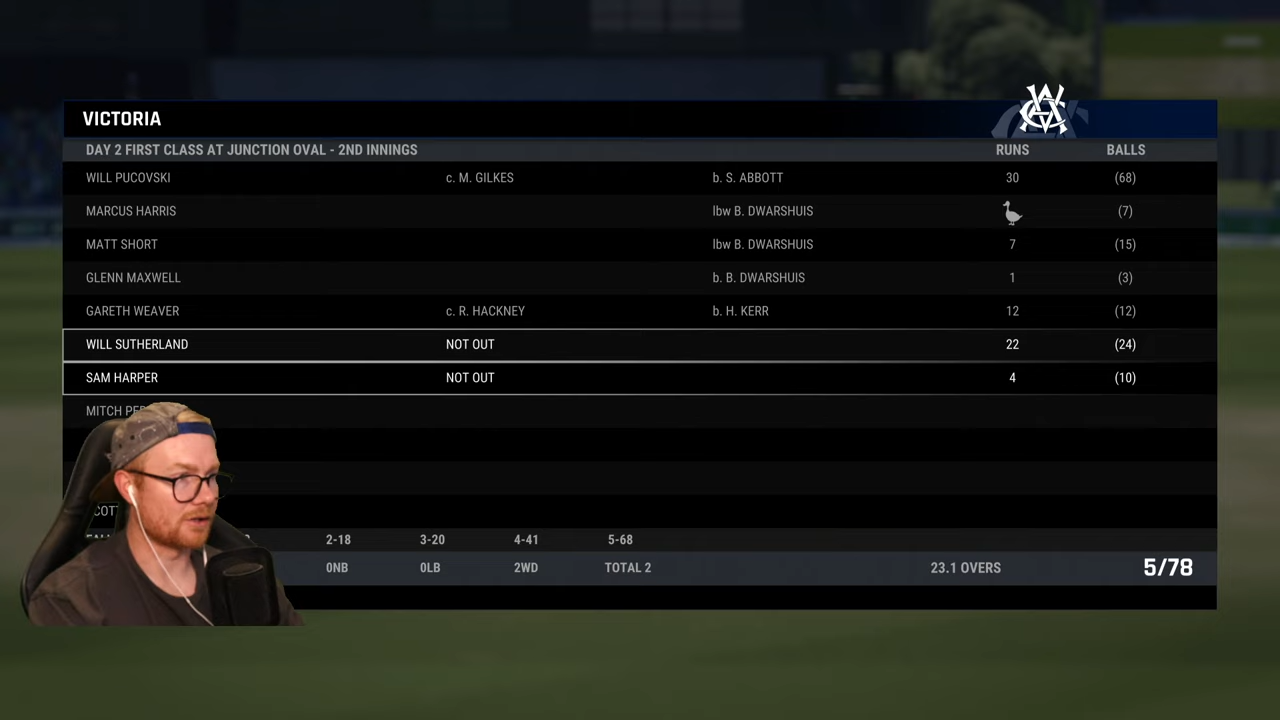 VICTORIA
DAY 2 FIRST CLASS AT JUNCTION OVAL - 2ND INNINGS RUNS BALLS
WILL PUCOVSKI c. M. GILKES b. S. ABBOTT 30 (68)
MARCUS HARRIS lbw B. DWARSHUIS (7)
MATT SHORT lbw B. DWARSHUIS 7 (15)
GLENN MAXWELL b. B. DWARSHUIS 1 (3)
GARETH WEAVER c. R. HACKNEY b. H. KERR 12 (12)
WILL SUTHERLAND NOT OUT 22 (24)
SAM HARPER NOT OUT 4 (10)
MITCH
2-18 3-20 4-41 5-68
0NB 0LB 2WD TOTAL 2 23.1 OVERS 5/78